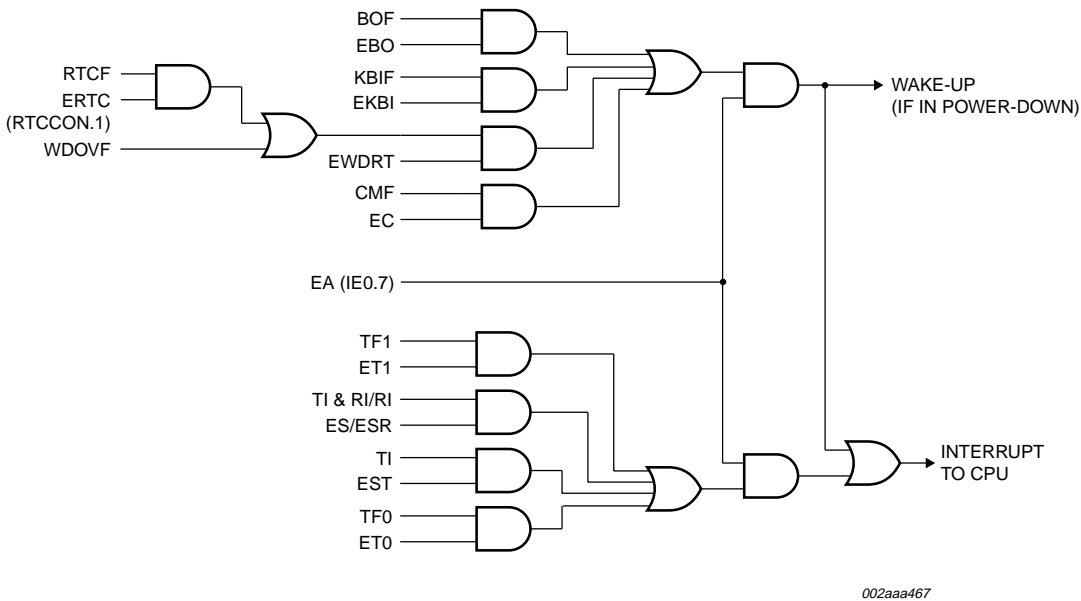 BOF
EBO
RTCF
KBIF
ERTC
EKBI
(RTCCON.1)
WDOVF
EWDRT
CMF
EC
WAKE-UP
(IF IN POWER-DOWN)
EA (IE0.7)
TF1
ET1
TI & RI/RI
ES/ESR
TI
EST
TF0
ET0
INTERRUPT
TO CPU
002aaa467